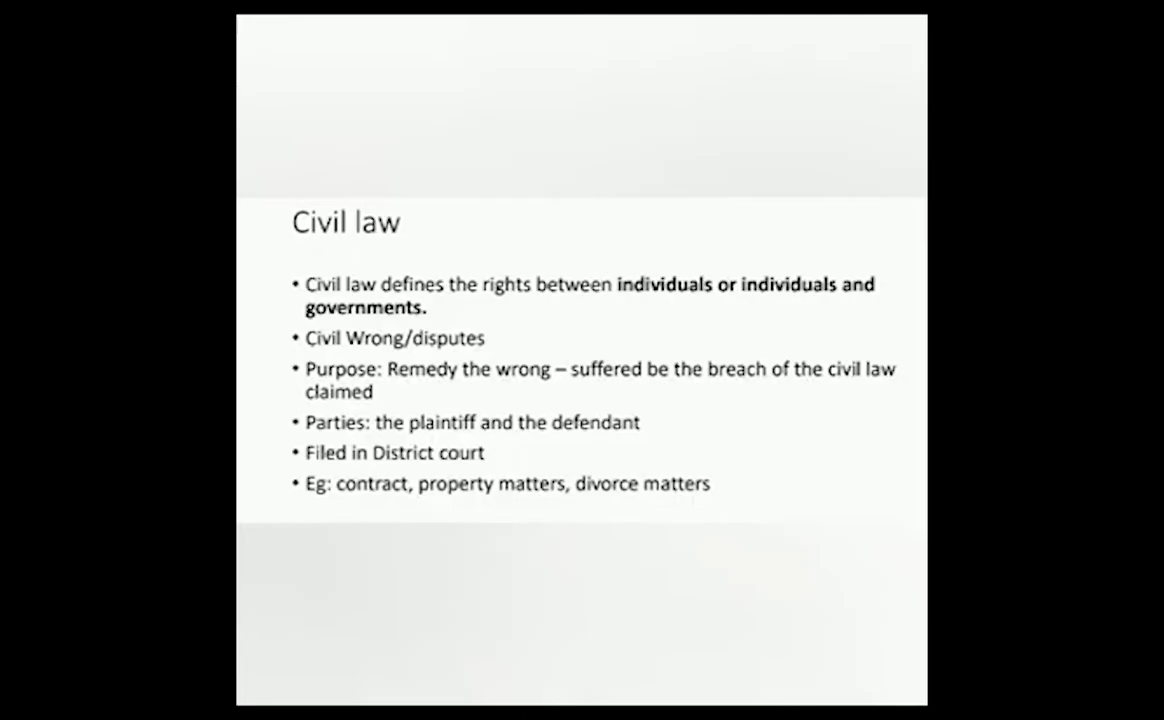 Civil law
• Civil law defines the rights between individuals or individuals and
governments.
• Civil Wrong/disputes
• Purpose: Remedy the wrong – suffered be the breach of the civil law
claimed
• Parties: the plaintiff and the defendant
• Filed in District court
• Eg: contract, property matters, divorce matters